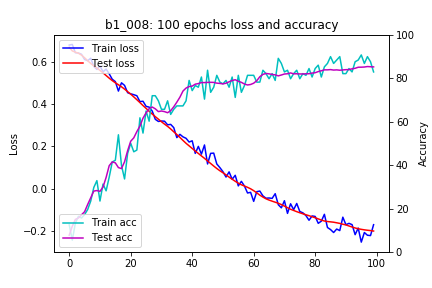 b1_008: 100 epochs loss and accuracy
Train loss
Test loss
Train acc
Test acc
Loss
Accuracy
0.6
0.4
0.2
0.0
−0.2
100
80
60
40
20
0
0 20 40 60 80 100